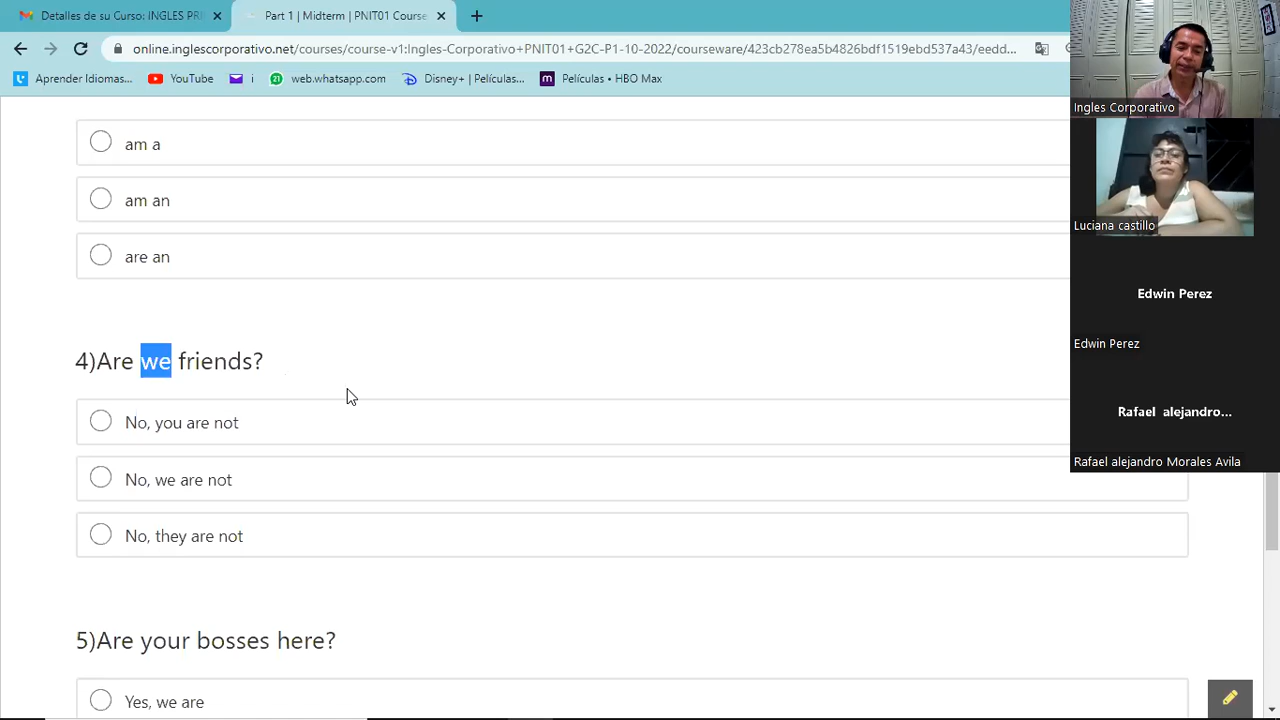 Detalles de su Curso: INGLES PRI
Part 1 | Midterm | PNIT01 Course
online.inglescorporativo.net/courses/course-v1:Ingles-Corporativo+PNIT01+G2C-P1-10-2022/courseware/
Aprender Idiomas...
YouTube
i
web.whatsapp.com
Disney+ | Películas...
Películas • HBO Max
Ingles Corporativo
Luciana castillo
Edwin Perez
Edwin Perez
Rafael alejandro...
Rafael alejandro Morales Avila
am a
am an
are an
4)Are we friends?
No, you are not
No, we are not
No, they are not
5)Are your bosses here?
Yes, we are